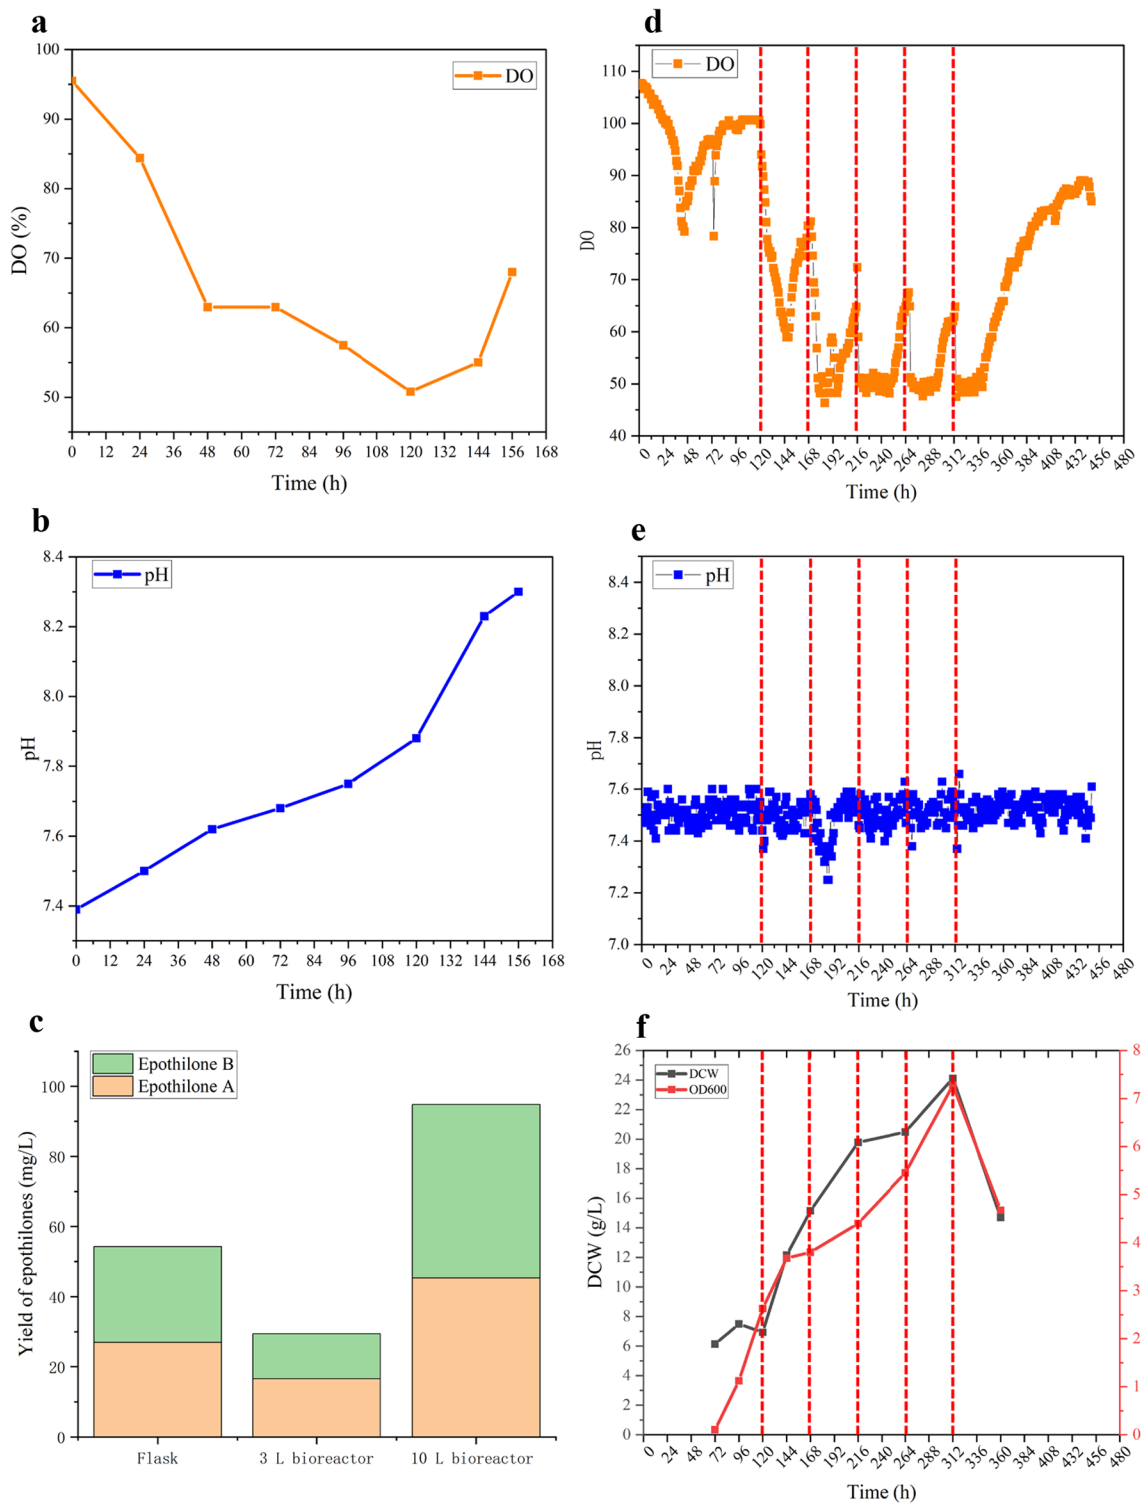 a
DO
DO (%)
100
90
80
70
60
50
0 12 24 36 48 60 72 84 96 108 120 132 144 156 168
Time (h)
b
pH
pH
8.4
8.2
8.0
7.8
7.6
7.4
0 12 24 36 48 60 72 84 96 108 120 132 144 156 168
Time (h)
c
Epothilone B
Epothilone A
Yield of epothilones (mg/L)
100
80
60
40
20
0
Flask 3 L bioreactor 10 L bioreactor
d
DO
DO
110
100
90
80
70
60
50
40
0 24 48 72 96 120 144 168 192 216 240 264 288 312 336 360 384 408 432 456 480
Time (h)
e
pH
pH
8.4
8.2
8.0
7.8
7.6
7.4
7.2
7.0
0 24 48 72 96 120 144 168 192 216 240 264 288 312 336 360 384 408 432 456 480
Time (h)
f
DCW
OD600
DCW (g/L)
26
24
22
20
18
16
14
12
10
8
6
4
2
0
8
7
6
5
4
3
2
1
0
0 24 48 72 96 120 144 168 192 216 240 264 288 312 336 360 384 408 432 456 480
Time (h)